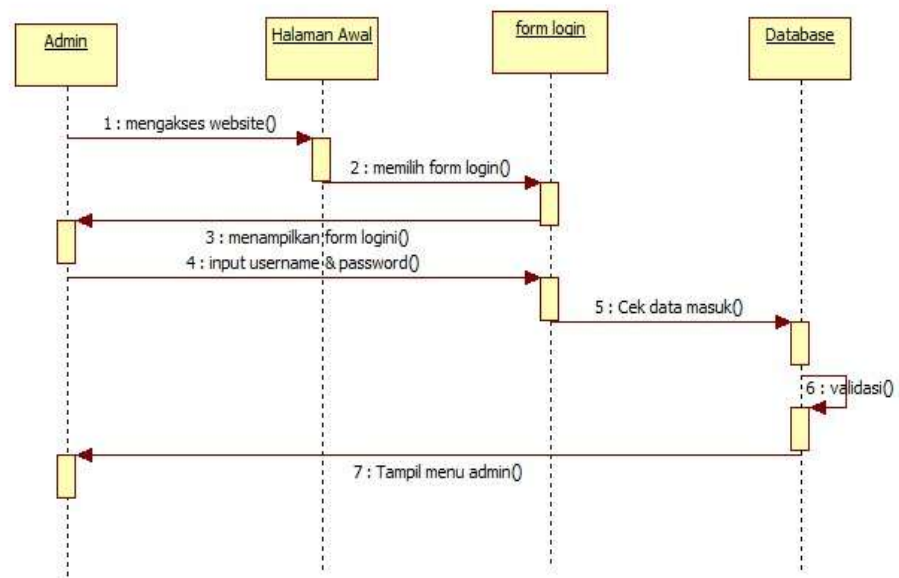 Admin
Halaman Awal
form login
Database
1 : mengakses website()
2 : memilih form login()
3 : menampilkan form logini()
4 : input username & password()
5 : Cek data masuk()
6 : validasi()
7 : Tampil menu admin()